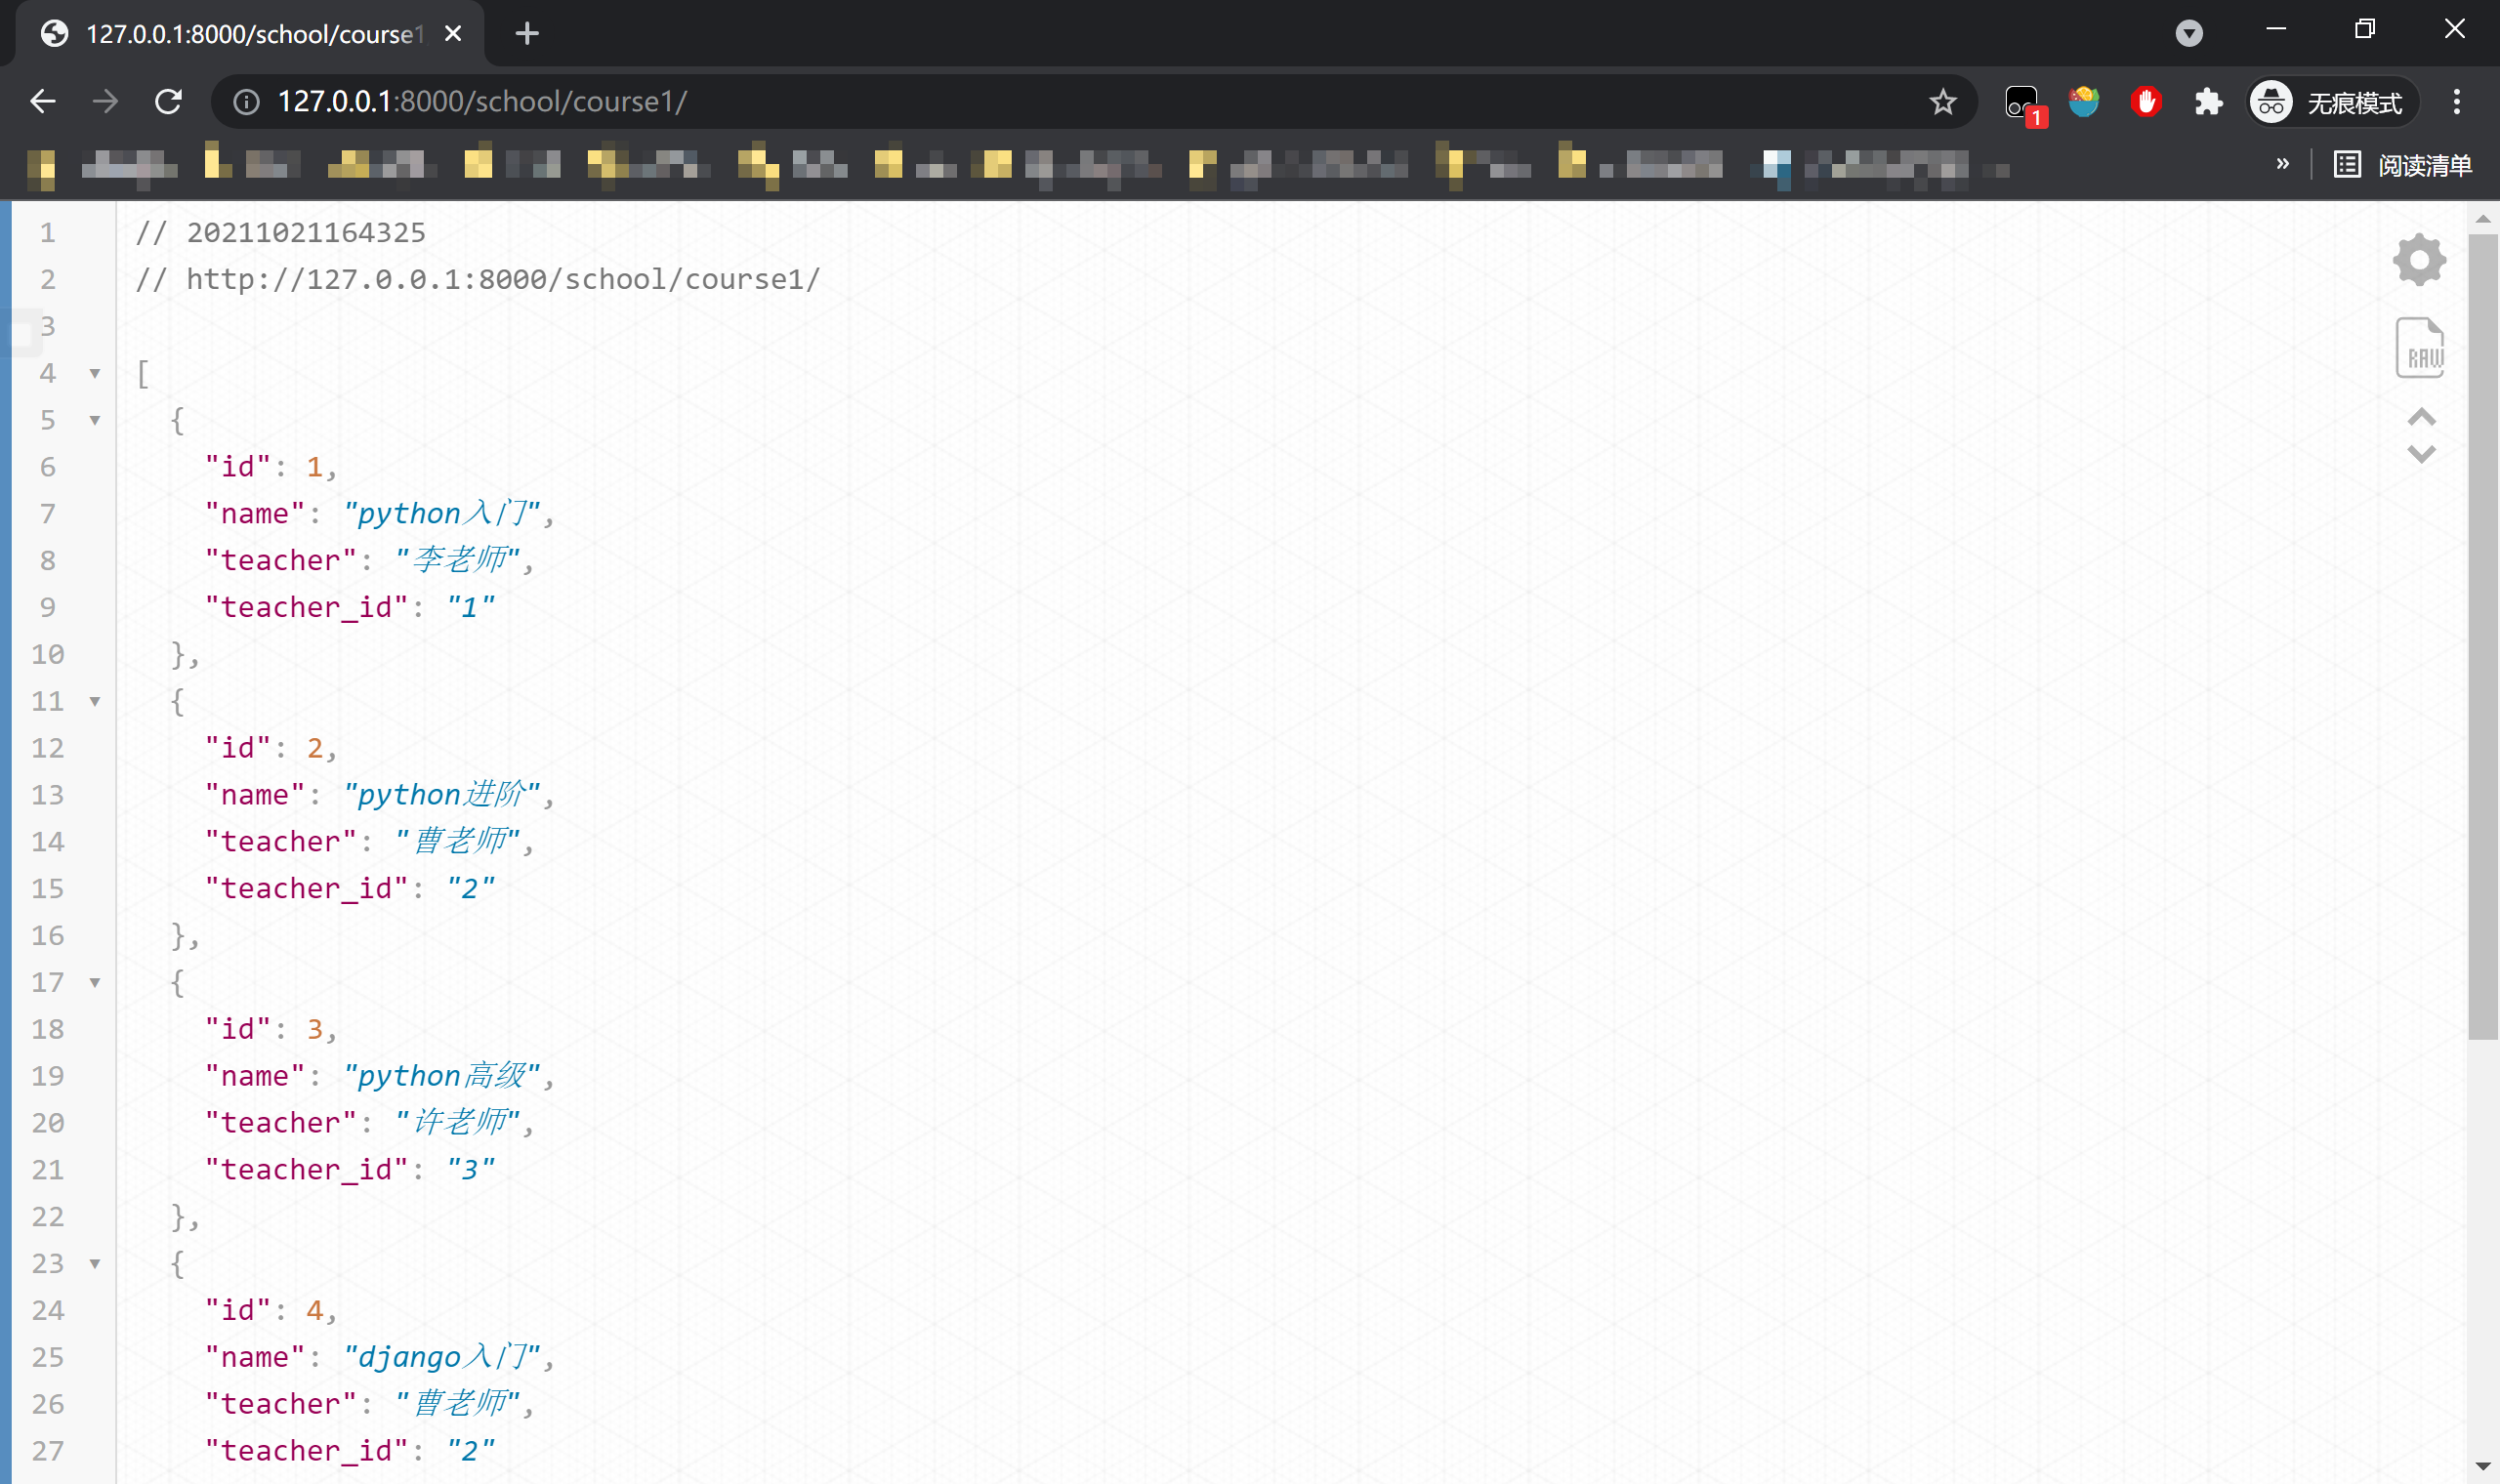 127.0.0.1:8000/school/course1
127.0.0.1:8000/school/course1/
1
无痕模式
»
阅读清单
1 // 20211021164325
2 // http://127.0.0.1:8000/school/course1/
3
4 [
5 {
6 "id": 1,
7 "name": "python入门",
8 "teacher": "李老师",
9 "teacher_id": "1"
10 },
11 {
12 "id": 2,
13 "name": "python进阶",
14 "teacher": "曹老师",
15 "teacher_id": "2"
16 },
17 {
18 "id": 3,
19 "name": "python高级",
20 "teacher": "许老师",
21 "teacher_id": "3"
22 },
23 {
24 "id": 4,
25 "name": "django入门",
26 "teacher": "曹老师",
27 "teacher_id": "2"
RAW